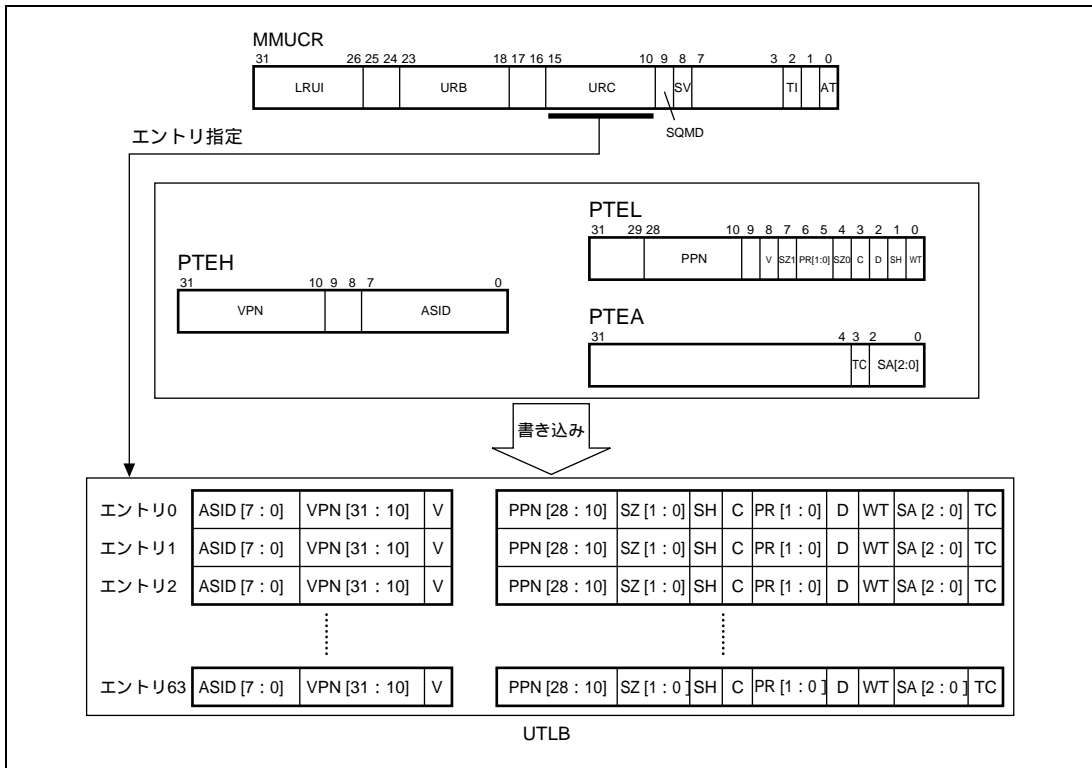 MMUCR
31 26 25 24 23 18 17 16 15 10 9 8 7 3 2 1 0
LRUI URB URC SV TI AT
SQMD
エントリ指定
PTEL
31 29 28 10 9 8 7 6 5 4 3 2 1 0
PPN V SZ1 PR[1:0] SZ0 C D SH WT
PTEH
31 10 9 8 7 0
VPN ASID
PTEA
31 4 3 2 0
TC SA[2:0]
書き込み
エントリ0 ASID [7：0] VPN [31：10] V PPN [28：10] SZ [1：0] SH C PR [1：0] D WT SA [2：0] TC
エントリ1 ASID [7：0] VPN [31：10] V PPN [28：10] SZ [1：0] SH C PR [1：0] D WT SA [2：0] TC
エントリ2 ASID [7：0] VPN [31：10] V PPN [28：10] SZ [1：0] SH C PR [1：0] D WT SA [2：0] TC
エントリ63 ASID [7：0] VPN [31：10] V PPN [28：10] SZ [1：0] SH C PR [1：0] D WT SA [2：0] TC
UTLB